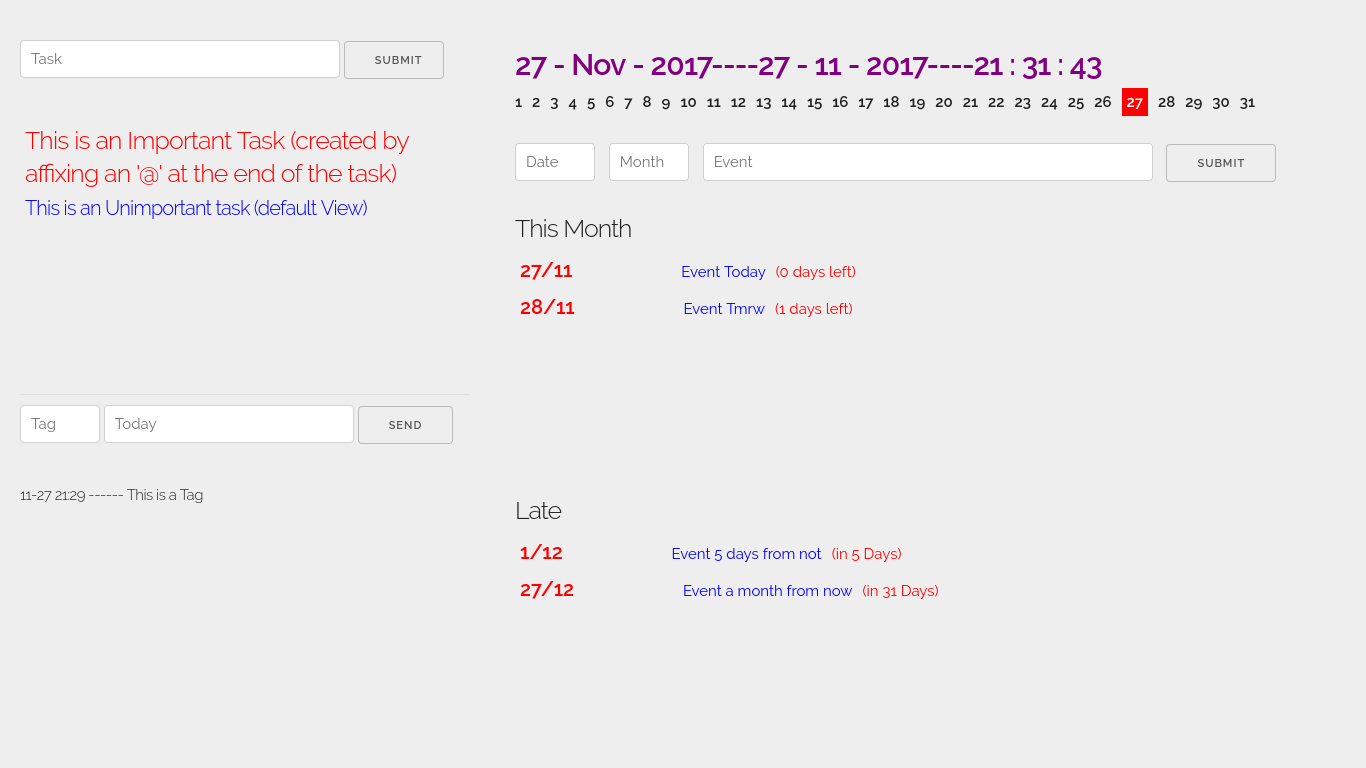 Task
SUBMIT
This is an Important Task (created by
affixing an '@' at the end of the task)
This is an Unimportant task (default View)
Tag
Today
SEND
11-27 21:29 ------ This is a Tag
27 - Nov - 2017----27 - 11 - 2017----21 : 31 : 43
1 2 3 4 5 6 7 8 9 10 11 12 13 14 15 16 17 18 19 20 21 22 23 24 25 26 27 28 29 30 31
Date
Month
Event
SUBMIT
This Month
27/11 Event Today (0 days left)
28/11 Event Tmrw (1 days left)
Late
1/12 Event 5 days from not (in 5 Days)
27/12 Event a month from now (in 31 Days)